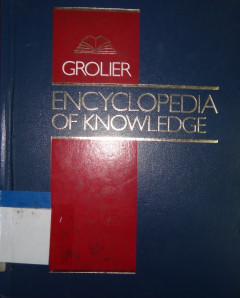 GROLIER
ENCYCLOPEDIA
OF KNOWLEDGE